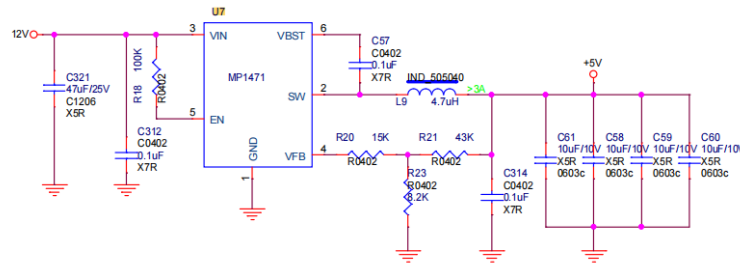 U7
12V
3
VIN
VBST
6
C57
C0402
0.1uF
X7R
R18
100K
R0402
MP1471
C321
47uF/25V
C1206
X5R
C312
C0402
0.1uF
X7R
5
EN
SW
2
L9
IND_505040
4.7uH
>3A
+5V
GND
1
VFB
4
R20
15K
R0402
R21
43K
R0402
R23
R0402
8.2K
C314
C0402
0.1uF
X7R
C61
10uF/10V
X5R
0603c
C58
10uF/10V
X5R
0603c
C59
10uF/10V
X5R
0603c
C60
10uF/10V
X5R
0603c